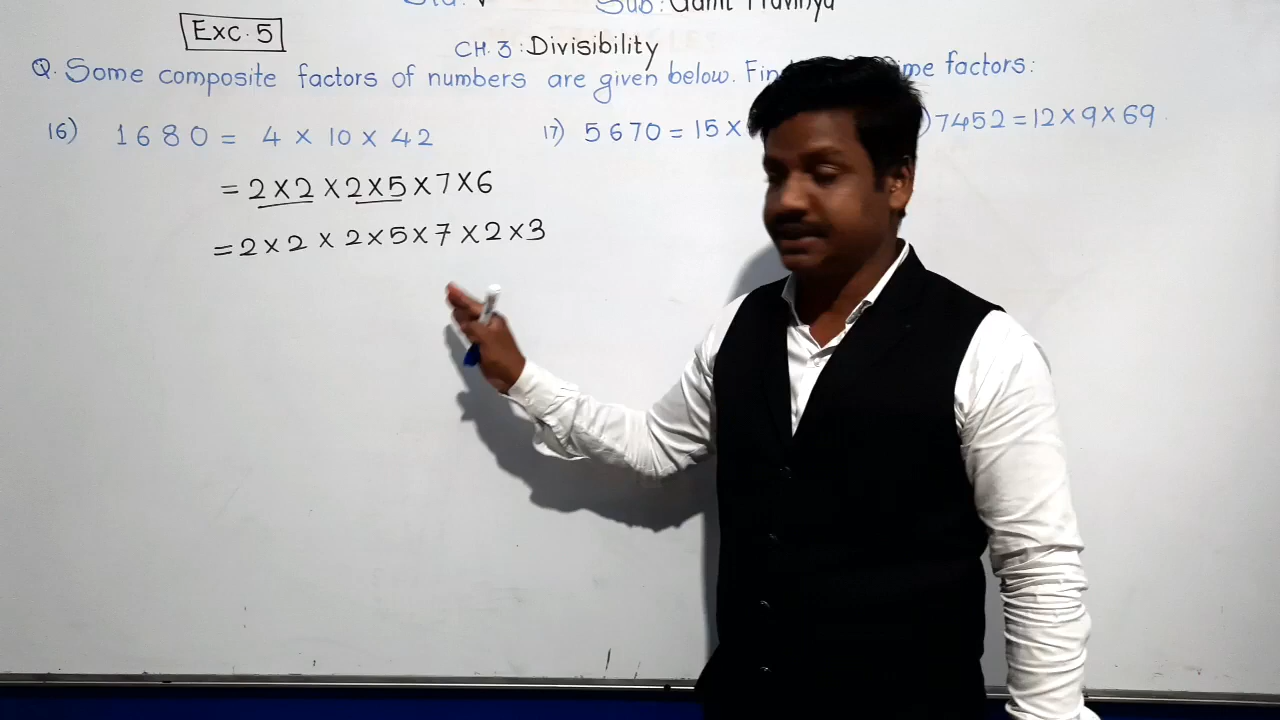 Sub: Ganit Pravinya
Exc. 5
CH. 3: Divisibility
Q. Some composite factors of numbers are given below. factors:
16) 1680 = 4 × 10 × 42
17) 5670 = 15 ×
) 7452 = 12 × 9 × 69
= 2 × 2 × 2 × 5 × 7 × 6
= 2 × 2 × 2 × 5 × 7 × 2 × 3